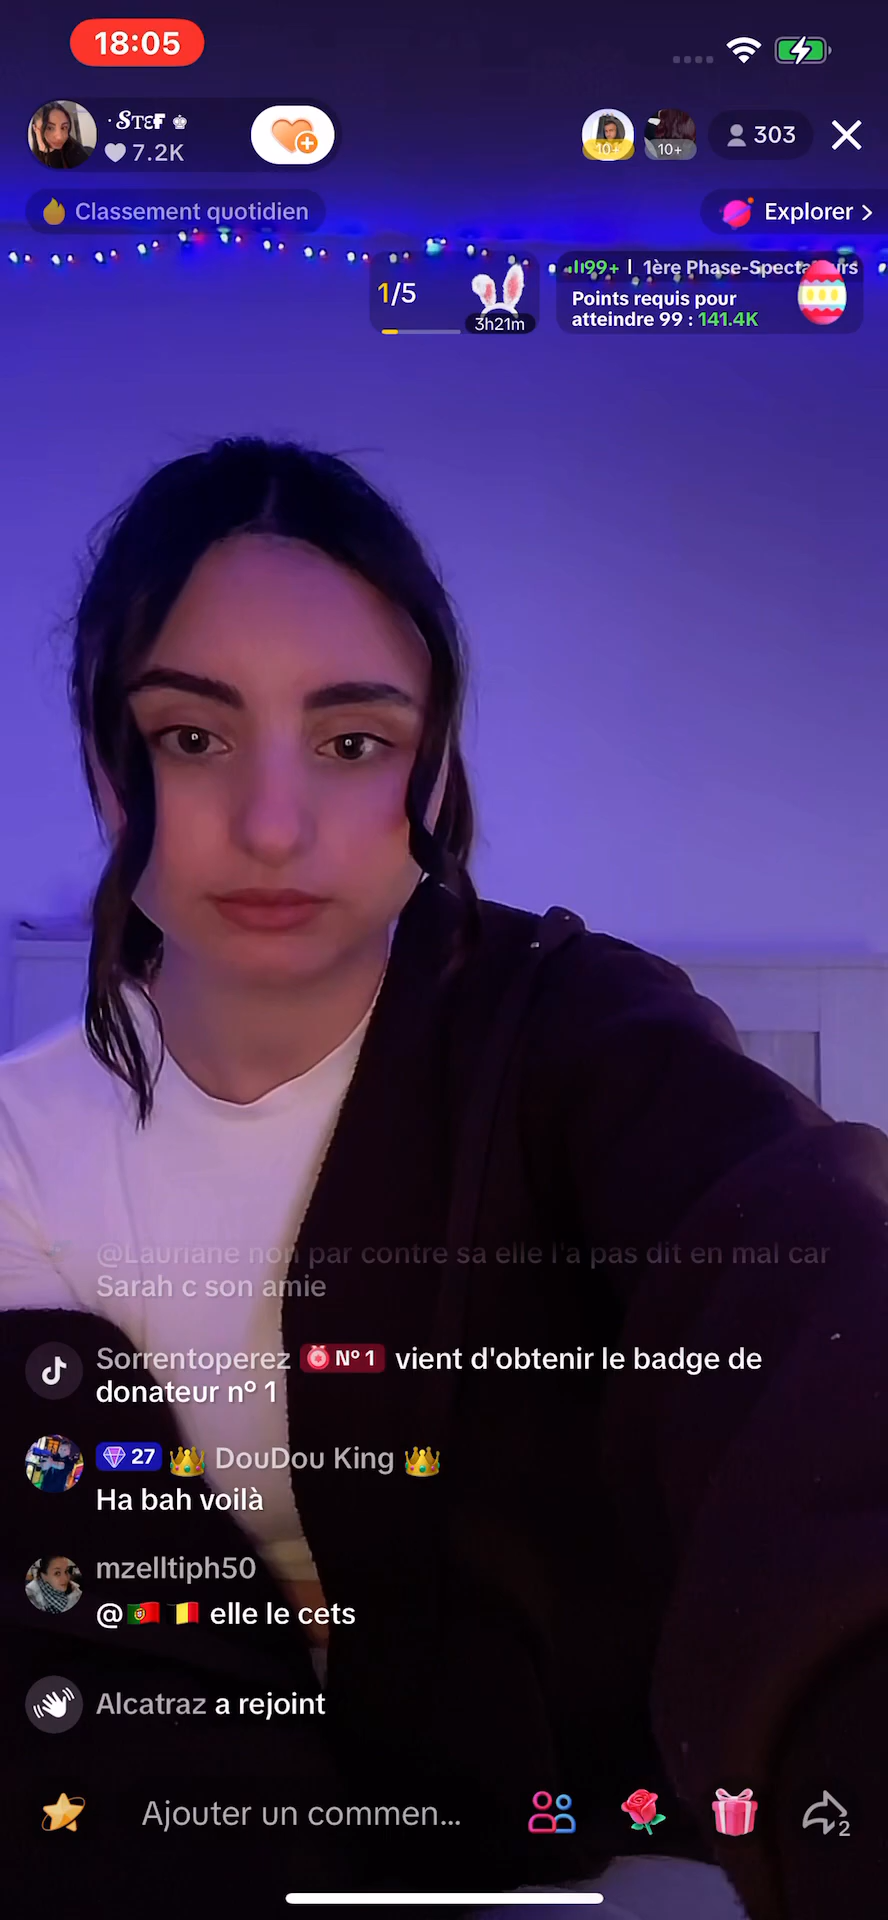 18:05
· STEF ♚
7.2K
10+
10+
303
Classement quotidien
Explorer >
1/5
3h21m
99+ | 1ère Phase-Spectateurs
Points requis pour
atteindre 99 : 141.4K
@Lauriane non par contre sa elle l'a pas dit en mal car
Sarah c son amie
Sorrentoperez N° 1 vient d'obtenir le badge de
donateur n° 1
27 👑 DouDou King 👑
Ha bah voilà
mzelltiph50
@🇵🇹 🇧🇪 elle le cets
Alcatraz a rejoint
Ajouter un commen...
2